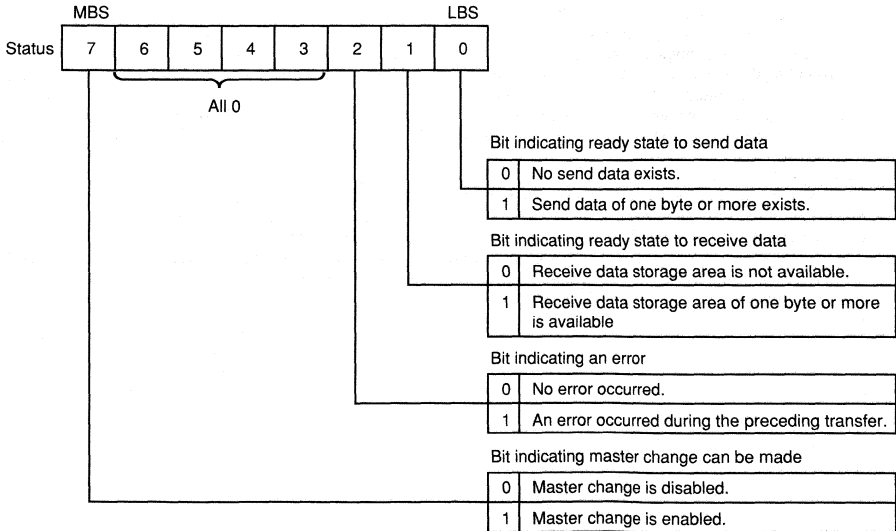 MBS LBS
Status 7 6 5 4 3 2 1 0
All 0
Bit indicating ready state to send data
0 No send data exists.
1 Send data of one byte or more exists.
Bit indicating ready state to receive data
0 Receive data storage area is not available.
1 Receive data storage area of one byte or more
is available
Bit indicating an error
0 No error occurred.
1 An error occurred during the preceding transfer.
Bit indicating master change can be made
0 Master change is disabled.
1 Master change is enabled.